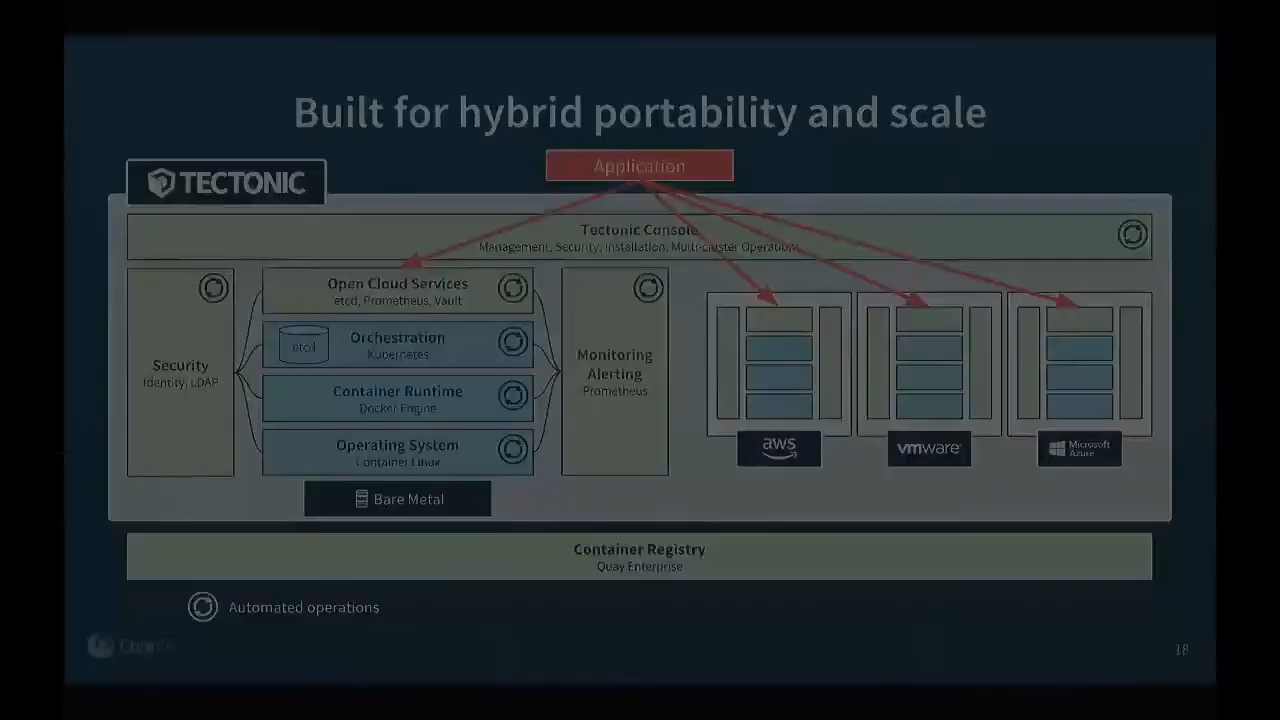 Built for hybrid portability and scale
TECTONIC
Application
Tectonic Console
Management, Security, Installation, Multi-cluster Operations
Security
Identity, LDAP
Open Cloud Services
etcd, Prometheus, Vault
etcd
Orchestration
Kubernetes
Container Runtime
Docker Engine
Operating System
Container Linux
Bare Metal
Monitoring
Alerting
Prometheus
aws
vmware
Microsoft
Azure
Container Registry
Quay Enterprise
Automated operations
18